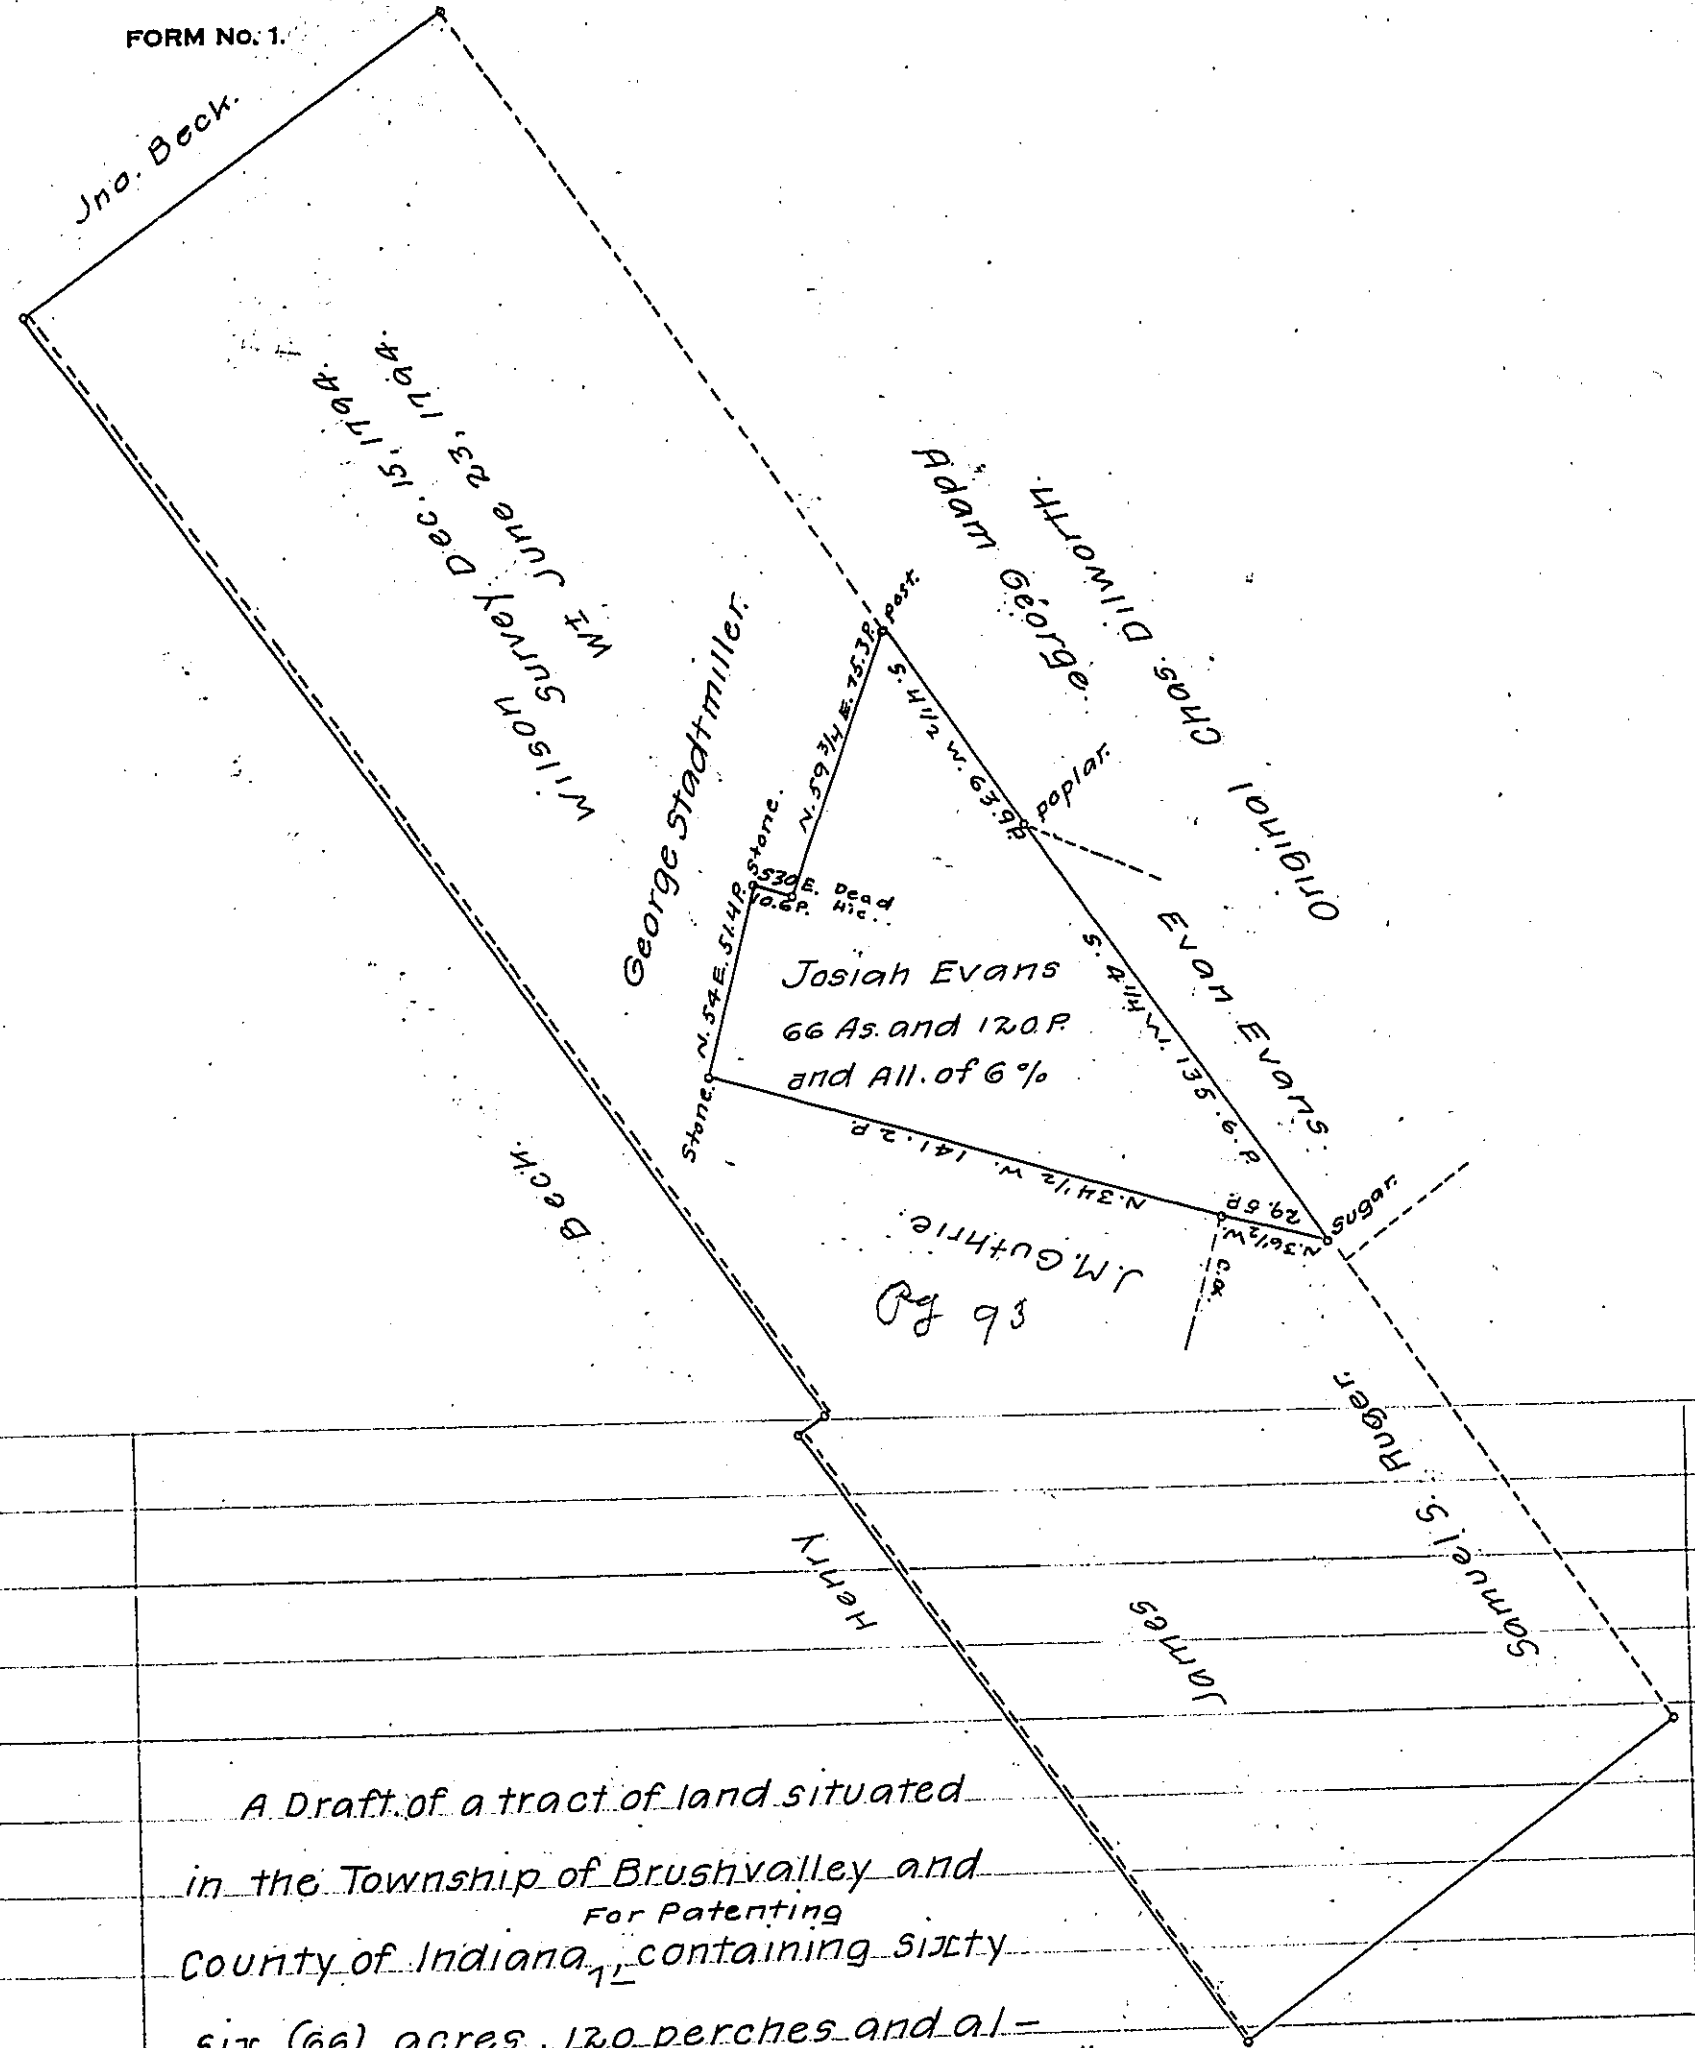 FORM No. 1.
Jno. Beck.
Wilson
Survey Dec. 15, 1794.
Wt June 23, 1794.
George Stadtmiller.
Adam George.
Chas. Dilworth.
Original
Post.
N. 59 3/4 E. 75.3 P.
S. 4 1/2 W. 63.9 P.
Poplar.
Stone.
S 30 E.
10.6 P.
Dead
Hic.
N. 54 E. 51.4 P.
Josiah Evans
66 As. and 120 P.
and All. of 6 %
S. 4 1/4 W. 135.6 P.
Evan Evans.
Stone.
N. 34 1/2 W. 141.2 P.
N. 36 1/2 W.
29.5 P.
Sugar.
J. M. Guthrie.
Pg 93
Henry Beck.
James
Samuel S. Ruger.
A Draft of a tract of land situated
in the Township of Brushvalley and
For Patenting
County of Indiana, containing sixty
six (66) acres, 120 perches and al-